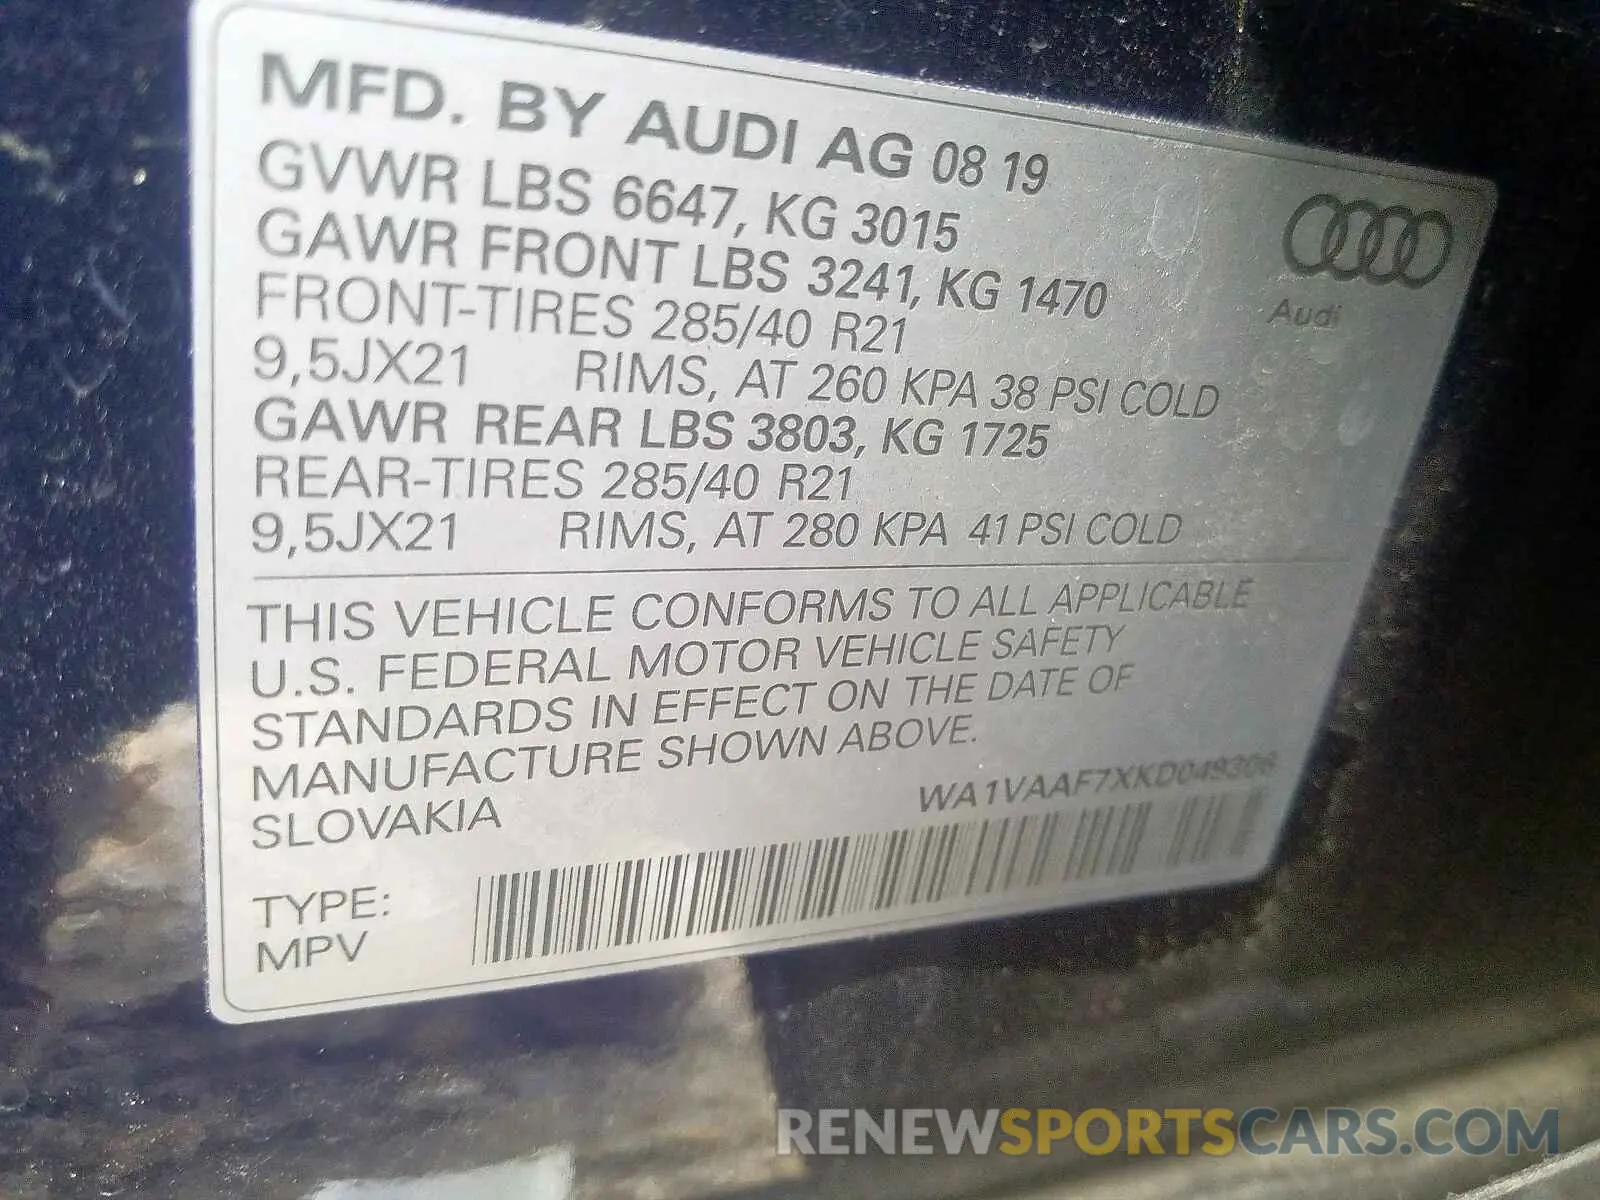 MFD. BY AUDI AG 08 19
GVWR LBS 6647, KG 3015
GAWR FRONT LBS 3241, KG 1470
FRONT-TIRES 285/40 R21
9,5JX21 RIMS, AT 260 KPA 38 PSI COLD
GAWR REAR LBS 3803, KG 1725
REAR-TIRES 285/40 R21
9,5JX21 RIMS, AT 280 KPA 41 PSI COLD
Audi
THIS VEHICLE CONFORMS TO ALL APPLICABLE
U.S. FEDERAL MOTOR VEHICLE SAFETY
STANDARDS IN EFFECT ON THE DATE OF
MANUFACTURE SHOWN ABOVE.
SLOVAKIA
WA1VAAF7XKD049306
TYPE:
MPV
RENEWSPORTSCARS.COM